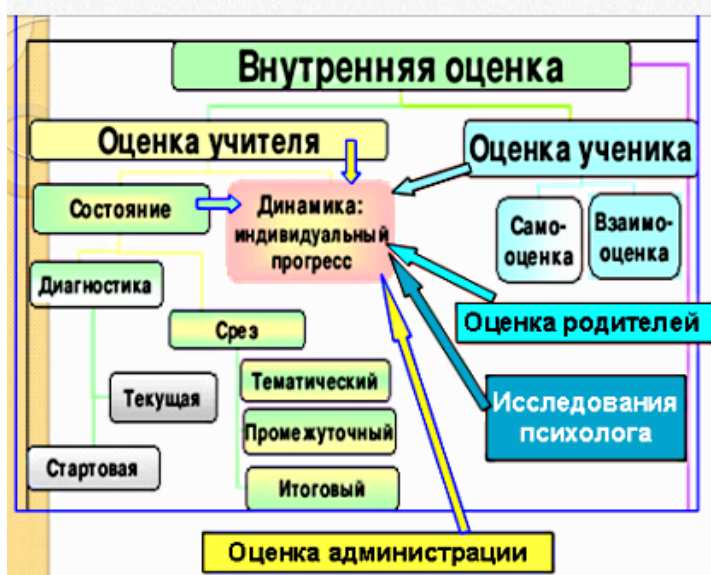 Внутренняя оценка
Оценка учителя
Оценка ученика
Состояние
Динамика:
индивидуальный
прогресс
Само-
оценка
Взаимо-
оценка
Диагностика
Оценка родителей
Срез
Тематический
Текущая
Исследования
психолога
Промежуточный
Стартовая
Итоговый
Оценка администрации